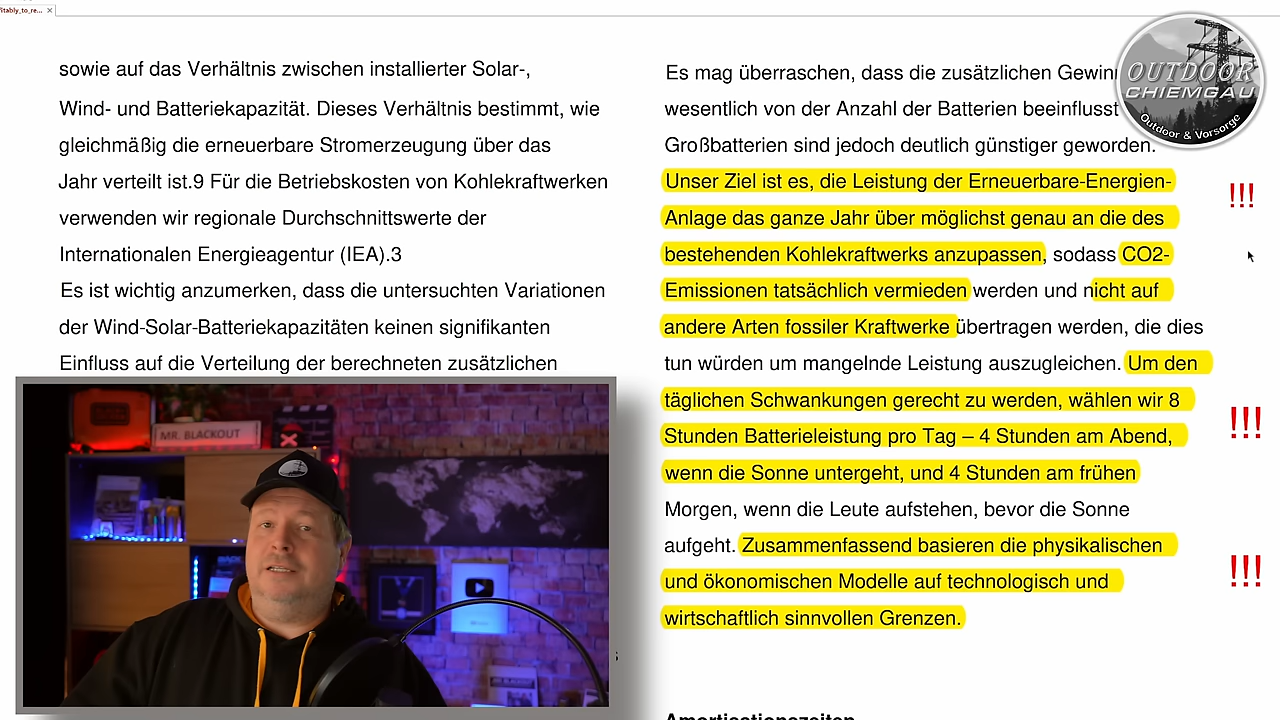 itably_to_re...
sowie auf das Verhältnis zwischen installierter Solar-,
Wind- und Batteriekapazität. Dieses Verhältnis bestimmt, wie
gleichmäßig die erneuerbare Stromerzeugung über das
Jahr verteilt ist.9 Für die Betriebskosten von Kohlekraftwerken
verwenden wir regionale Durchschnittswerte der
Internationalen Energieagentur (IEA).3
Es ist wichtig anzumerken, dass die untersuchten Variationen
der Wind-Solar-Batteriekapazitäten keinen signifikanten
Einfluss auf die Verteilung der berechneten zusätzlichen
Es mag überraschen, dass die zusätzlichen
wesentlich von der Anzahl der Batterien beeinflusst
Großbatterien sind jedoch deutlich günstiger geworden.
Unser Ziel ist es, die Leistung der Erneuerbare-Energien-
Anlage das ganze Jahr über möglichst genau an die des
bestehenden Kohlekraftwerks anzupassen, sodass CO2-
Emissionen tatsächlich vermieden werden und nicht auf
andere Arten fossiler Kraftwerke übertragen werden, die dies
tun würden um mangelnde Leistung auszugleichen. Um den
täglichen Schwankungen gerecht zu werden, wählen wir 8
Stunden Batterieleistung pro Tag – 4 Stunden am Abend,
wenn die Sonne untergeht, und 4 Stunden am frühen
Morgen, wenn die Leute aufstehen, bevor die Sonne
aufgeht. Zusammenfassend basieren die physikalischen
und ökonomischen Modelle auf technologisch und
wirtschaftlich sinnvollen Grenzen.
Amortisationszeiten
!!!
!!!
!!!
OUTDOOR
CHIEMGAU
Outdoor & Vorsorge
MR. BLACKOUT